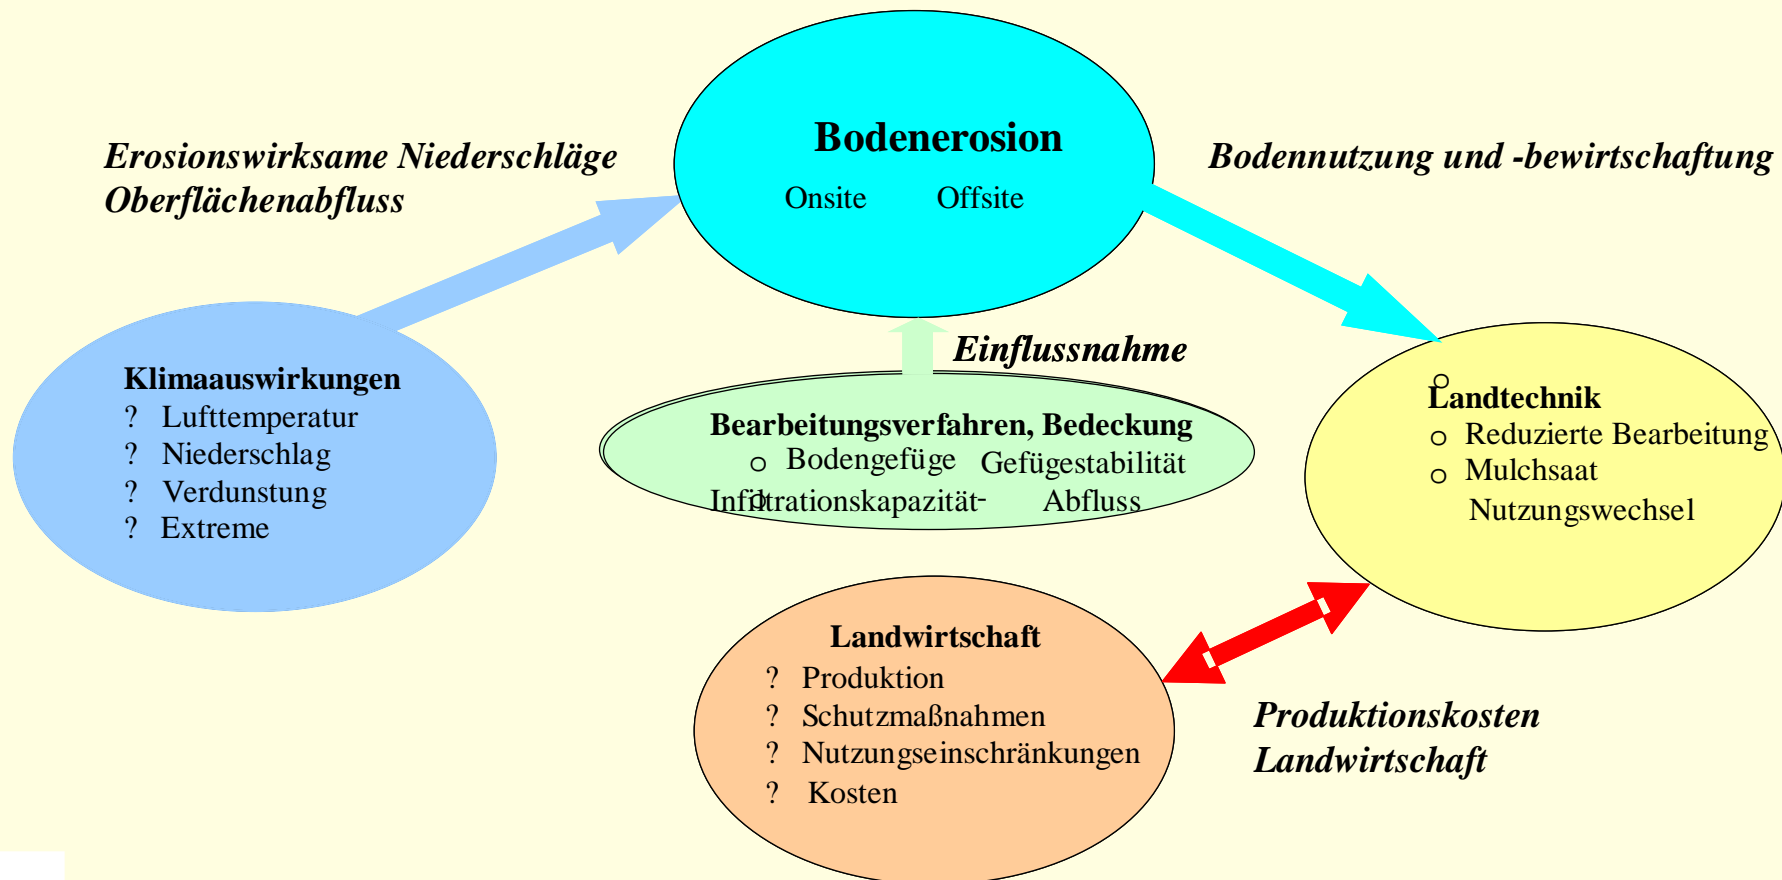 Bodenerosion
Onsite Offsite
Erosionswirksame Niederschläge
Oberflächenabfluss
Bodennutzung und -bewirtschaftung
Klimaauswirkungen
? Lufttemperatur
? Niederschlag
? Verdunstung
? Extreme
Einflussnahme
Bearbeitungsverfahren, Bedeckung
o Bodengefüge Gefügestabilität
o Infiltrationskapazität- Abfluss
o Landtechnik
o Reduzierte Bearbeitung
o Mulchsaat
Nutzungswechsel
Landwirtschaft
? Produktion
? Schutzmaßnahmen
? Nutzungseinschränkungen
? Kosten
Produktionskosten
Landwirtschaft